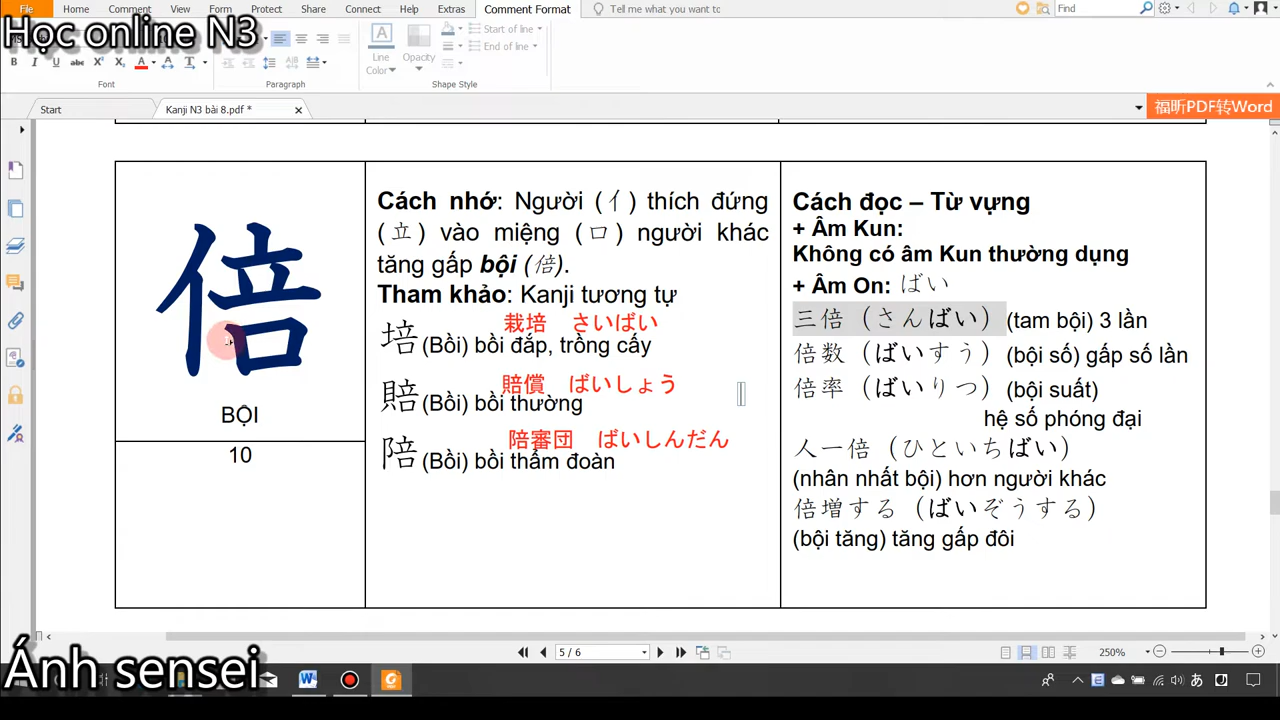 File Home Comment View Form Protect Share Connect Help Extras Comment Format Tell me what you want Find
Học online N3
Start of line
End of line
Line Color
Opacity
Font Paragraph Shape Style
Start Kanji N3 bài 8.pdf * 福昕PDF转Word
倍
BỘI
10
Cách nhớ: Người (亻) thích đứng
(立) vào miệng (口) người khác
tăng gấp bội (倍).
Tham khảo: Kanji tương tự
栽培 さいばい
培 (Bồi) bồi đắp, trồng cấy
賠償 ばいしょう
賠 (Bồi) bồi thường
陪審団 ばいしんだん
陪 (Bồi) bồi thẩm đoàn
Cách đọc – Từ vựng
+ Âm Kun:
Không có âm Kun thường dụng
+ Âm On: ばい
三倍（さんばい）(tam bội) 3 lần
倍数（ばいすう）(bội số) gấp số lần
倍率（ばいりつ）(bội suất)
hệ số phóng đại
人一倍（ひといちばい）
(nhân nhất bội) hơn người khác
倍増する（ばいぞうする）
(bội tăng) tăng gấp đôi
5 / 6 250%
Ánh sensei